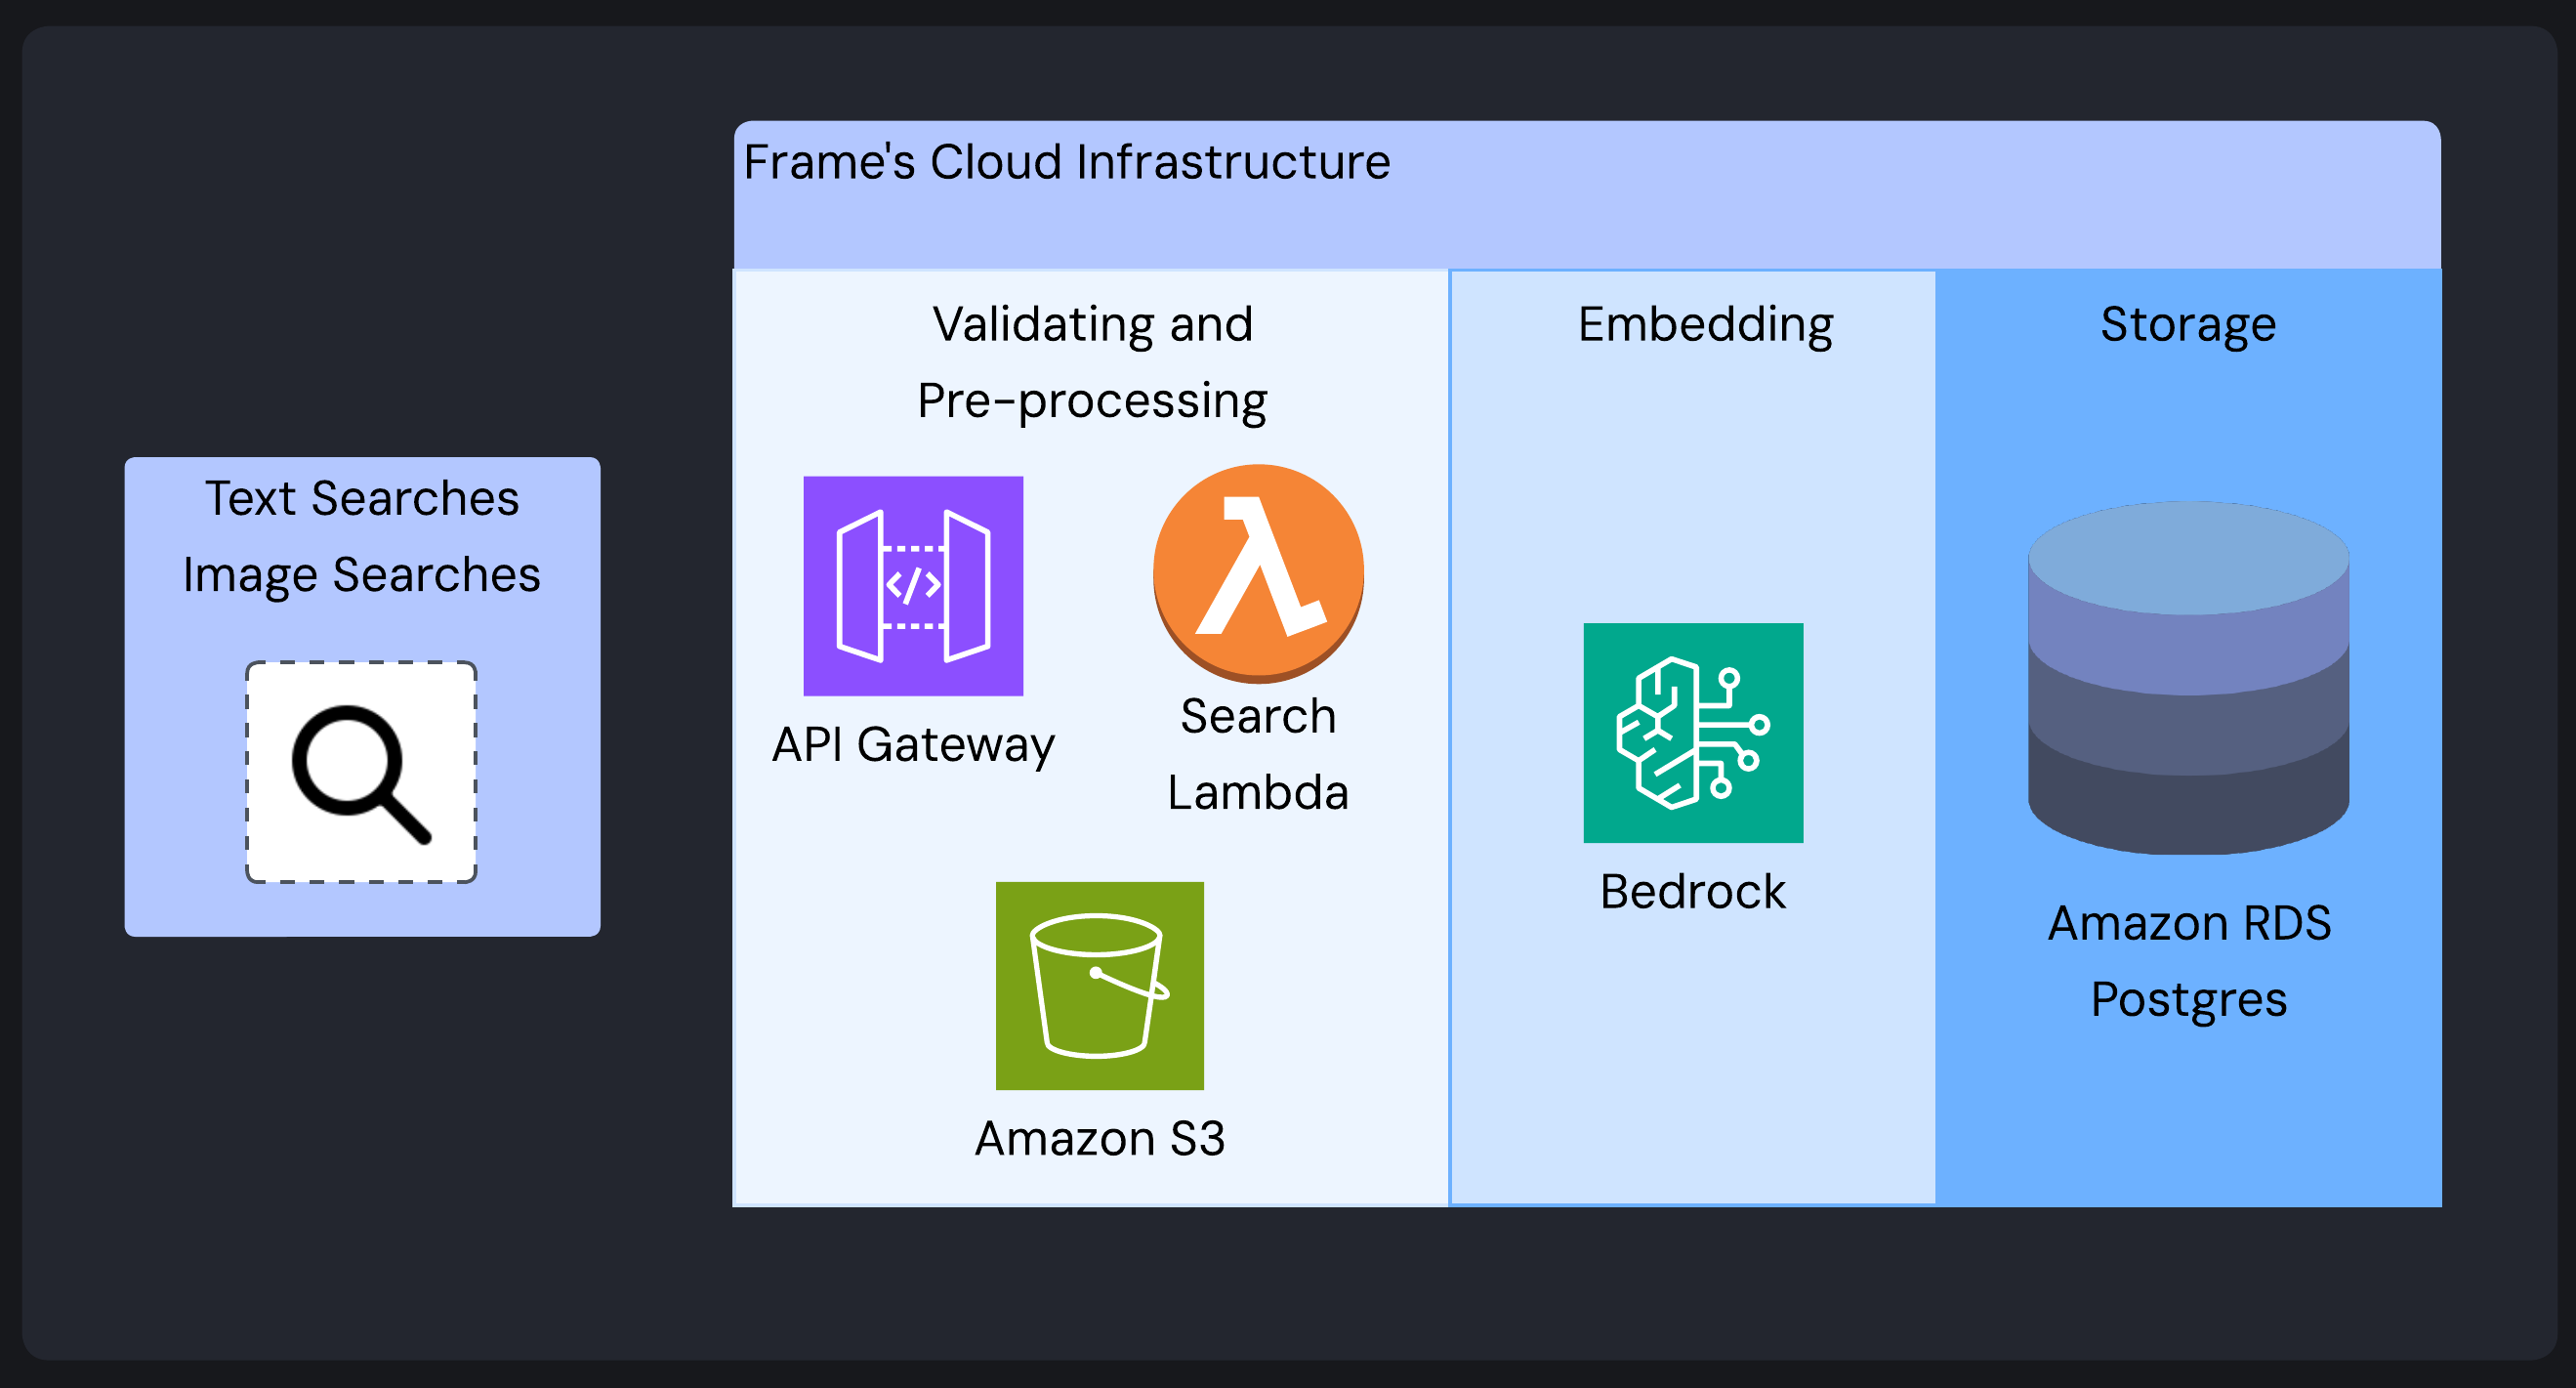 Frame's Cloud Infrastructure
Text Searches
Image Searches
Validating and
Pre-processing
</>
API Gateway
Search
Lambda
Amazon S3
Embedding
Bedrock
Storage
Amazon RDS
Postgres